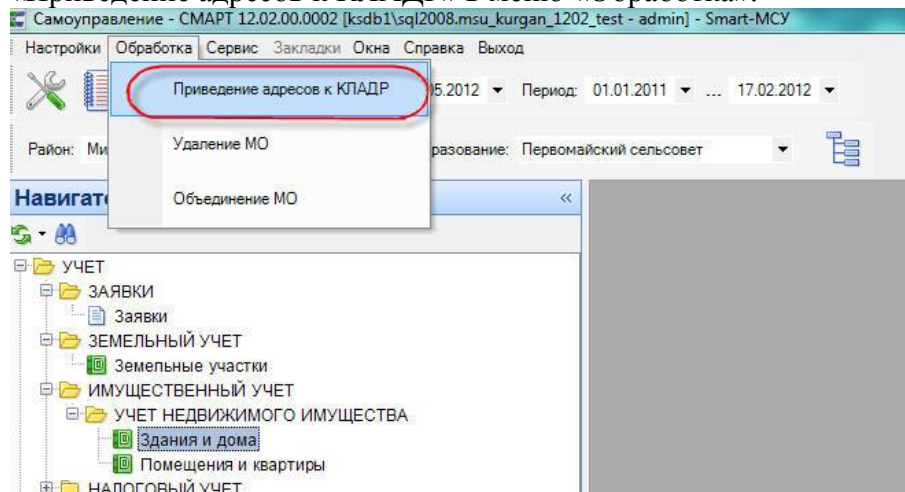 «Приведение адресов к КЛАДР» в меню «Обработка».
Самоуправление - СМАРТ 12.02.00.0002 [ksdb1\sql2008.msu_kurgan_1202_test - admin] - Smart-МСУ
Настройки Обработка Сервис Закладки Окна Справка Выход
Приведение адресов к КЛАДР
05.2012 Период: 01.01.2011 ... 17.02.2012
Район: Ми
Удаление МО
разование: Первомайский сельсовет
Объединение МО
Навигат
УЧЕТ
ЗАЯВКИ
Заявки
ЗЕМЕЛЬНЫЙ УЧЕТ
Земельные участки
ИМУЩЕСТВЕННЫЙ УЧЕТ
УЧЕТ НЕДВИЖИМОГО ИМУЩЕСТВА
Здания и дома
Помещения и квартиры
НАЛОГОВЫЙ УЧЕТ